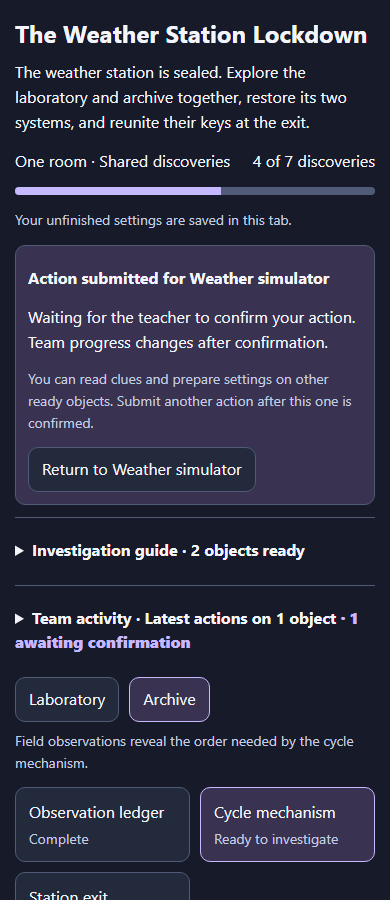 The Weather Station Lockdown
The weather station is sealed. Explore the
laboratory and archive together, restore its two
systems, and reunite their keys at the exit.
One room · Shared discoveries 4 of 7 discoveries
Your unfinished settings are saved in this tab.
Action submitted for Weather simulator
Waiting for the teacher to confirm your action.
Team progress changes after confirmation.
You can read clues and prepare settings on other
ready objects. Submit another action after this one is
confirmed.
Return to Weather simulator
Investigation guide · 2 objects ready
Team activity · Latest actions on 1 object · 1
awaiting confirmation
Laboratory Archive
Field observations reveal the order needed by the cycle
mechanism.
Observation ledger Cycle mechanism
Complete Ready to investigate
Station exit